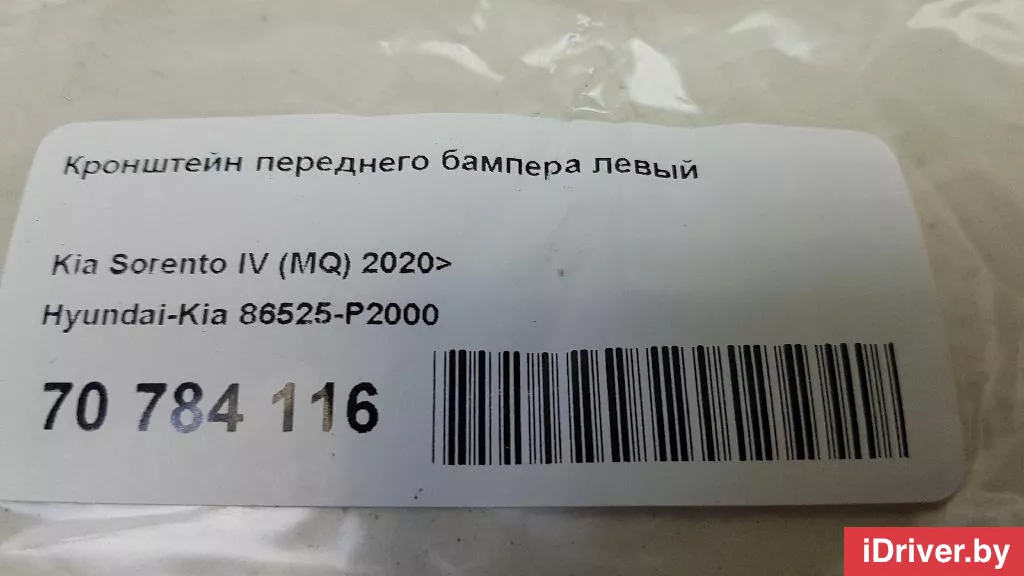 Кронштейн переднего бампера левый
Kia Sorento IV (MQ) 2020>
Hyundai-Kia 86525-P2000
70 784 116
iDriver.by